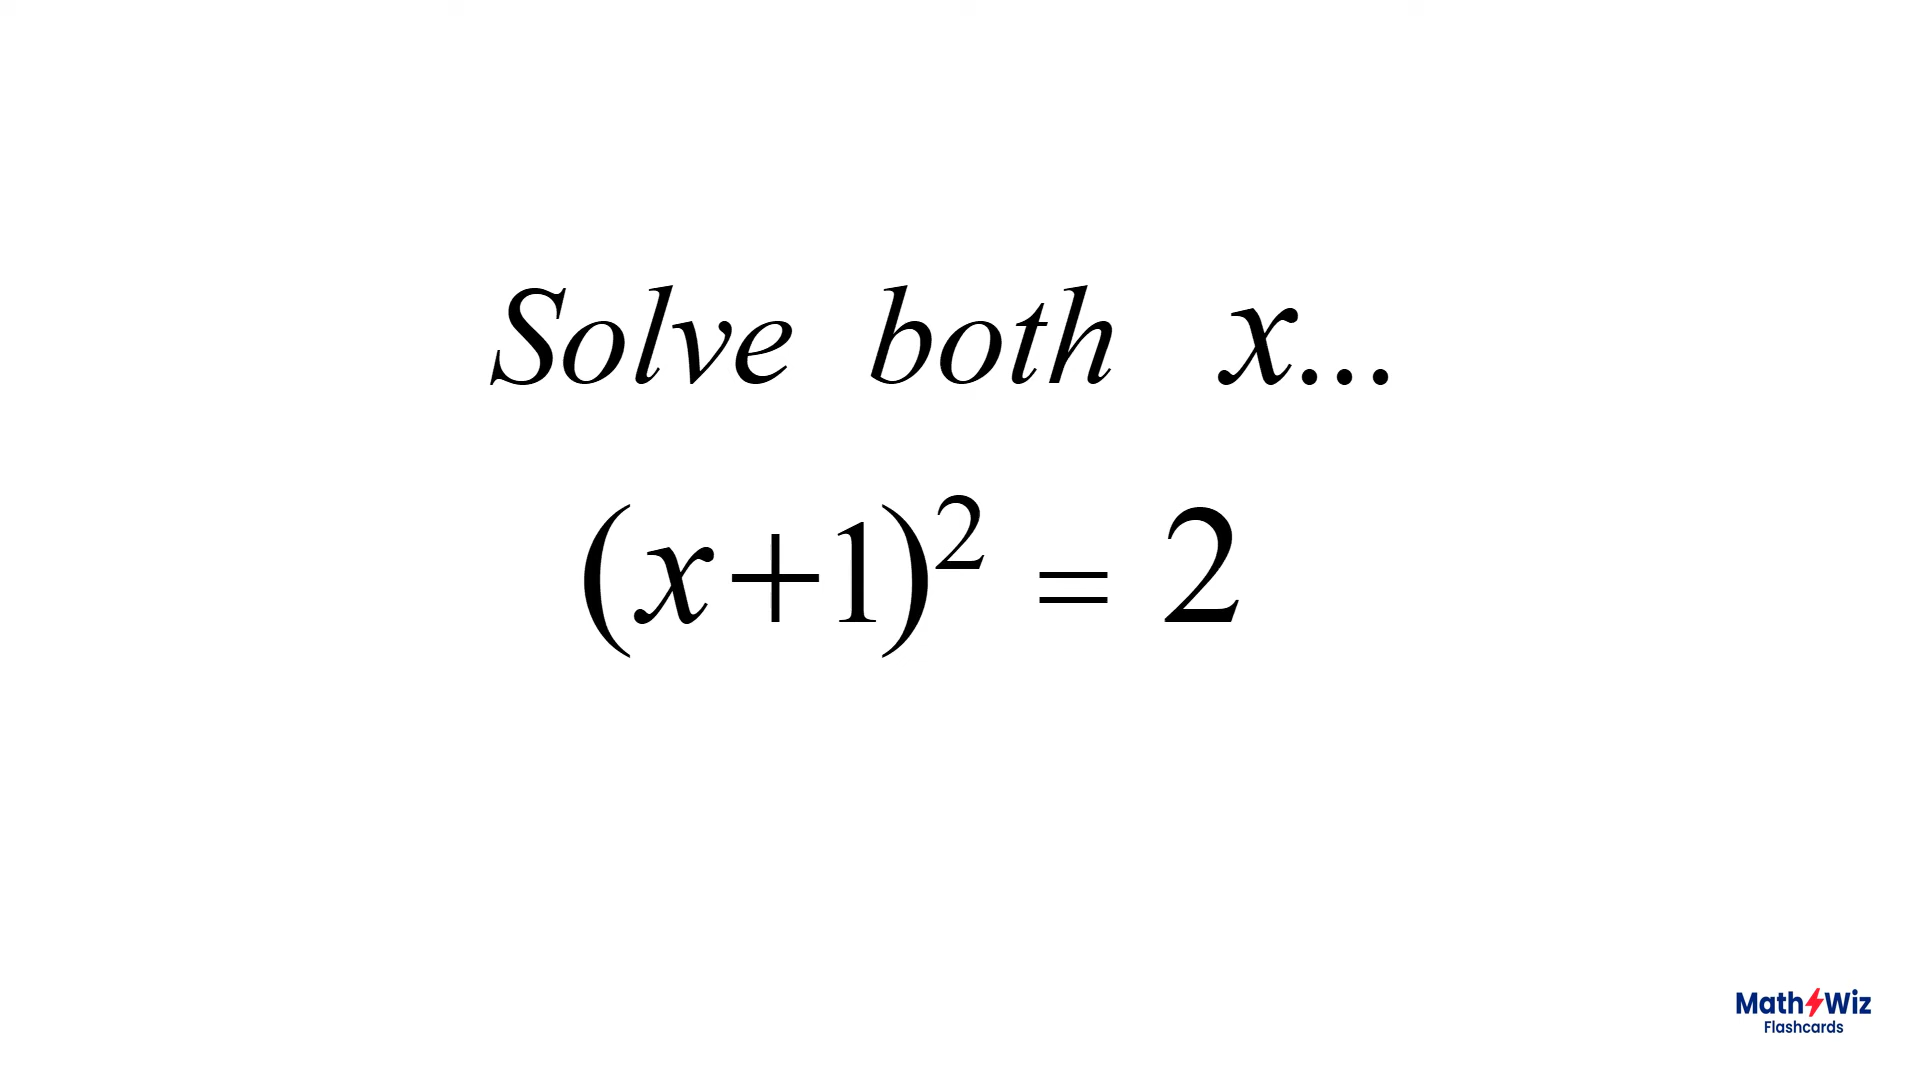 Solve both x...
(x+1)² = 2
Math Wiz
Flashcards